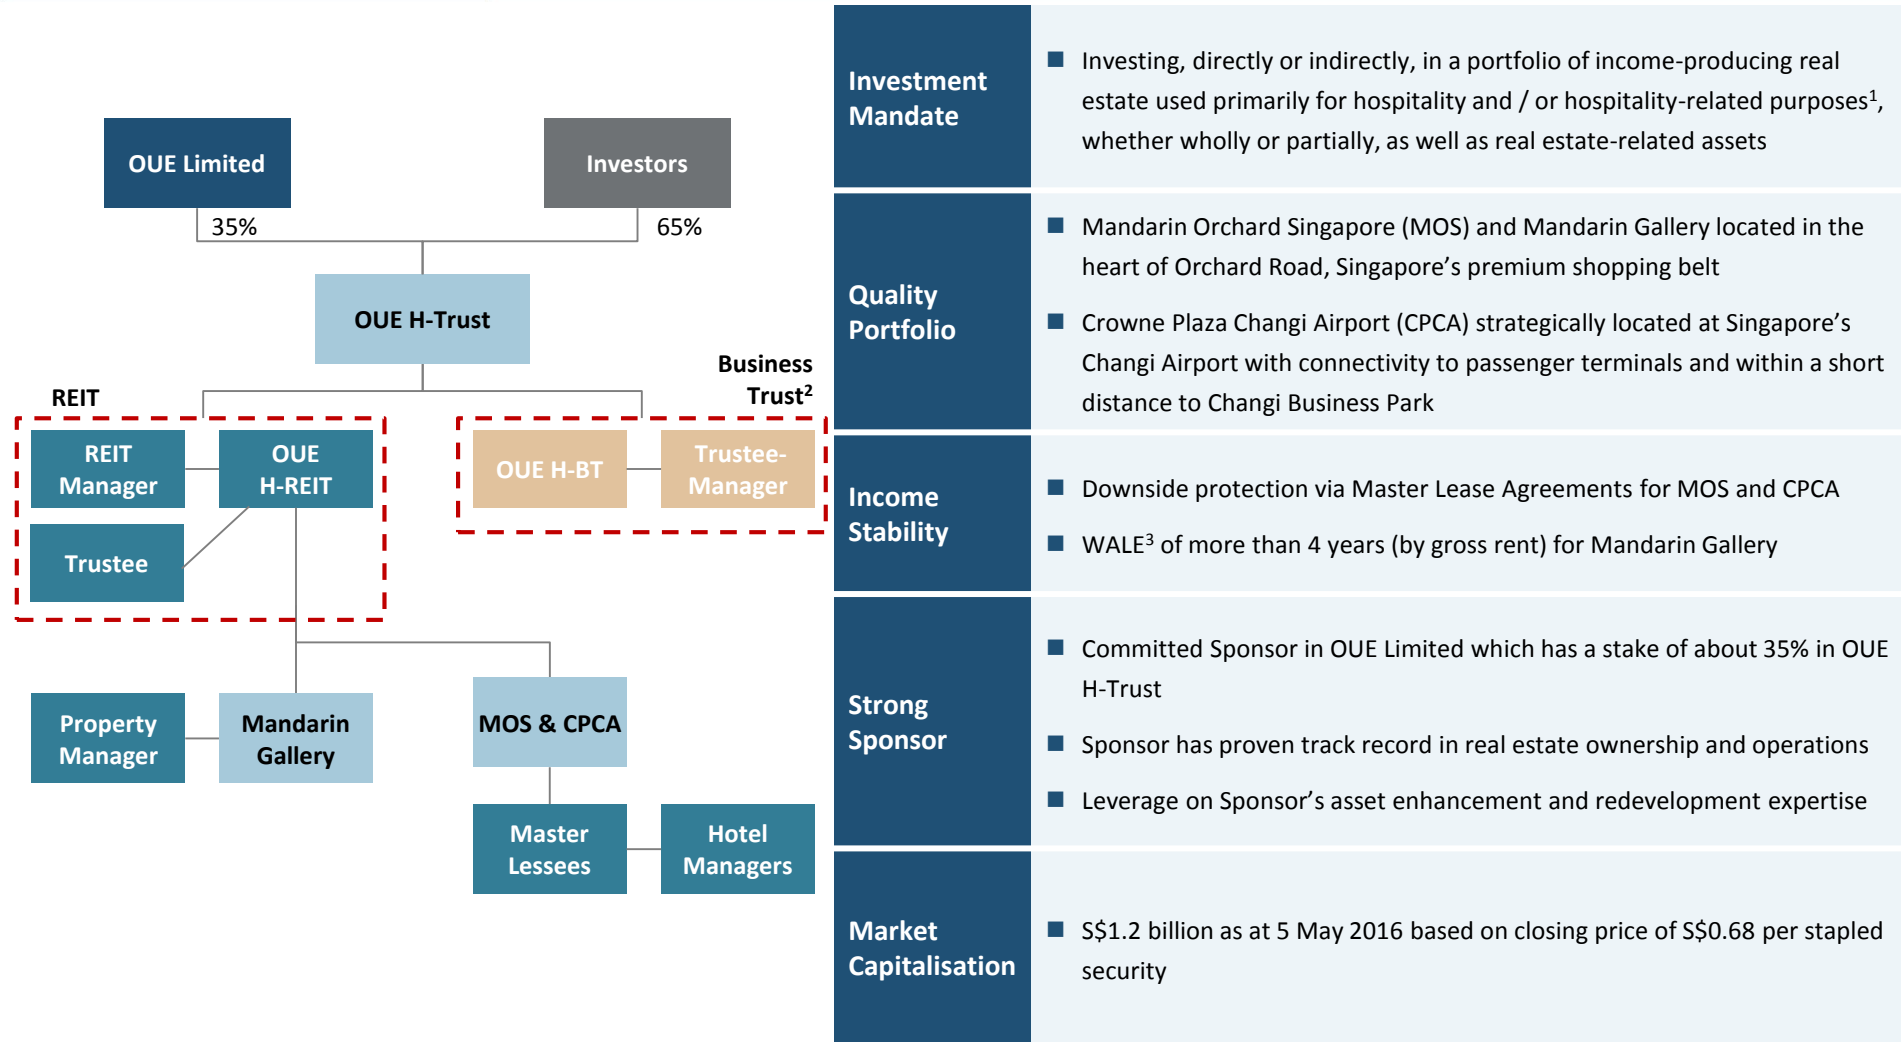 OUE Limited
Investors
35%
65%
OUE H-Trust
REIT
Business
Trust²
REIT
Manager
OUE
H-REIT
Trustee
OUE H-BT
Trustee-
Manager
Property
Manager
Mandarin
Gallery
MOS & CPCA
Master
Lessees
Hotel
Managers
Investment
Mandate
■ Investing, directly or indirectly, in a portfolio of income-producing real
estate used primarily for hospitality and / or hospitality-related purposes¹,
whether wholly or partially, as well as real estate-related assets
Quality
Portfolio
■ Mandarin Orchard Singapore (MOS) and Mandarin Gallery located in the
heart of Orchard Road, Singapore’s premium shopping belt
■ Crowne Plaza Changi Airport (CPCA) strategically located at Singapore’s
Changi Airport with connectivity to passenger terminals and within a short
distance to Changi Business Park
Income
Stability
■ Downside protection via Master Lease Agreements for MOS and CPCA
■ WALE³ of more than 4 years (by gross rent) for Mandarin Gallery
Strong
Sponsor
■ Committed Sponsor in OUE Limited which has a stake of about 35% in OUE
H-Trust
■ Sponsor has proven track record in real estate ownership and operations
■ Leverage on Sponsor’s asset enhancement and redevelopment expertise
Market
Capitalisation
■ S$1.2 billion as at 5 May 2016 based on closing price of S$0.68 per stapled
security